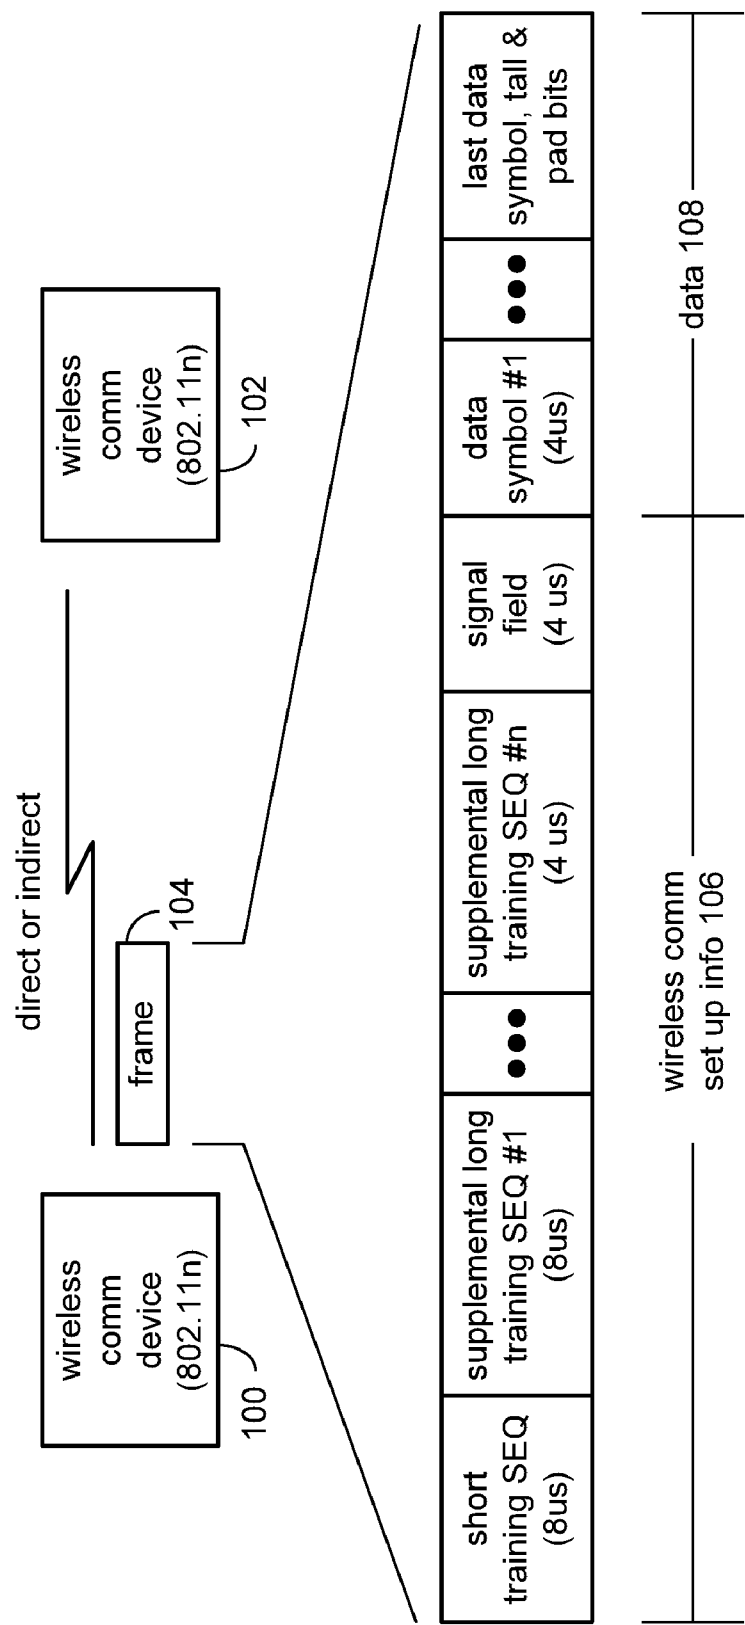 direct or indirect
wireless
comm
device
(802.11n)
100
frame
104
wireless
comm
device
(802.11n)
102
short
training SEQ
(8us)
supplemental long
training SEQ #1
(8us)
●●●
supplemental long
training SEQ #n
(4 us)
signal
field
(4 us)
data
symbol #1
(4us)
●●●
last data
symbol, tall &
pad bits
wireless comm
set up info 106
data 108